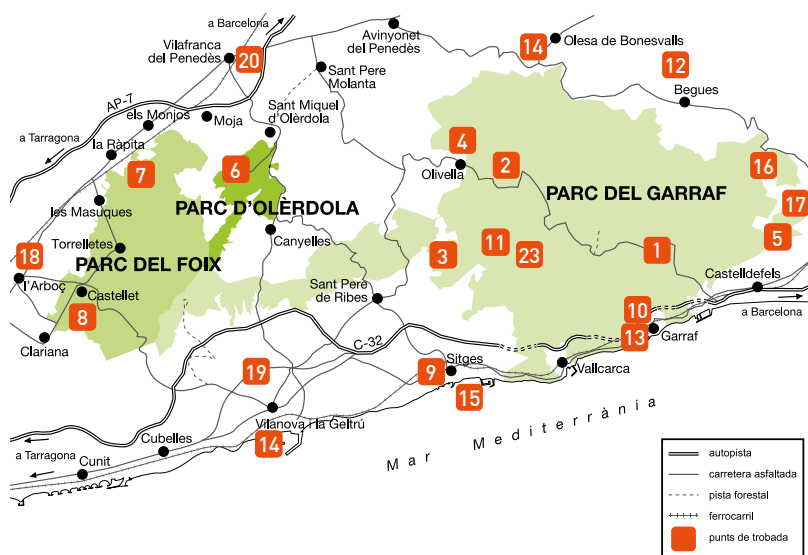 a Barcelona
Avinyonet
del Penedès
14
Olesa de Bonesvalls
Vilafranca
del Penedès
20
12
Sant Pere
Molanta
Begues
AP-7
els Monjos
Moja
Sant Miquel
d'Olèrdola
a Tarragona
la Ràpita
4
2
16
7
6
Olivella
PARC DEL GARRAF
17
les Masuques
PARC D'OLÈRDOLA
Torrelletes
Canyelles
11
5
3
23
1
18
PARC DEL FOIX
l'Arboç
Castellet
Sant Pere
de Ribes
Castelldefels
8
10
a Barcelona
Clariana
C-32
13
Garraf
19
9
Sitges
Vallcarca
15
Vilanova i la Geltrú
14
Mar Mediterrània
Cubelles
a Tarragona
Cunit
autopista
carretera asfaltada
pista forestal
ferrocarril
punts de trobada